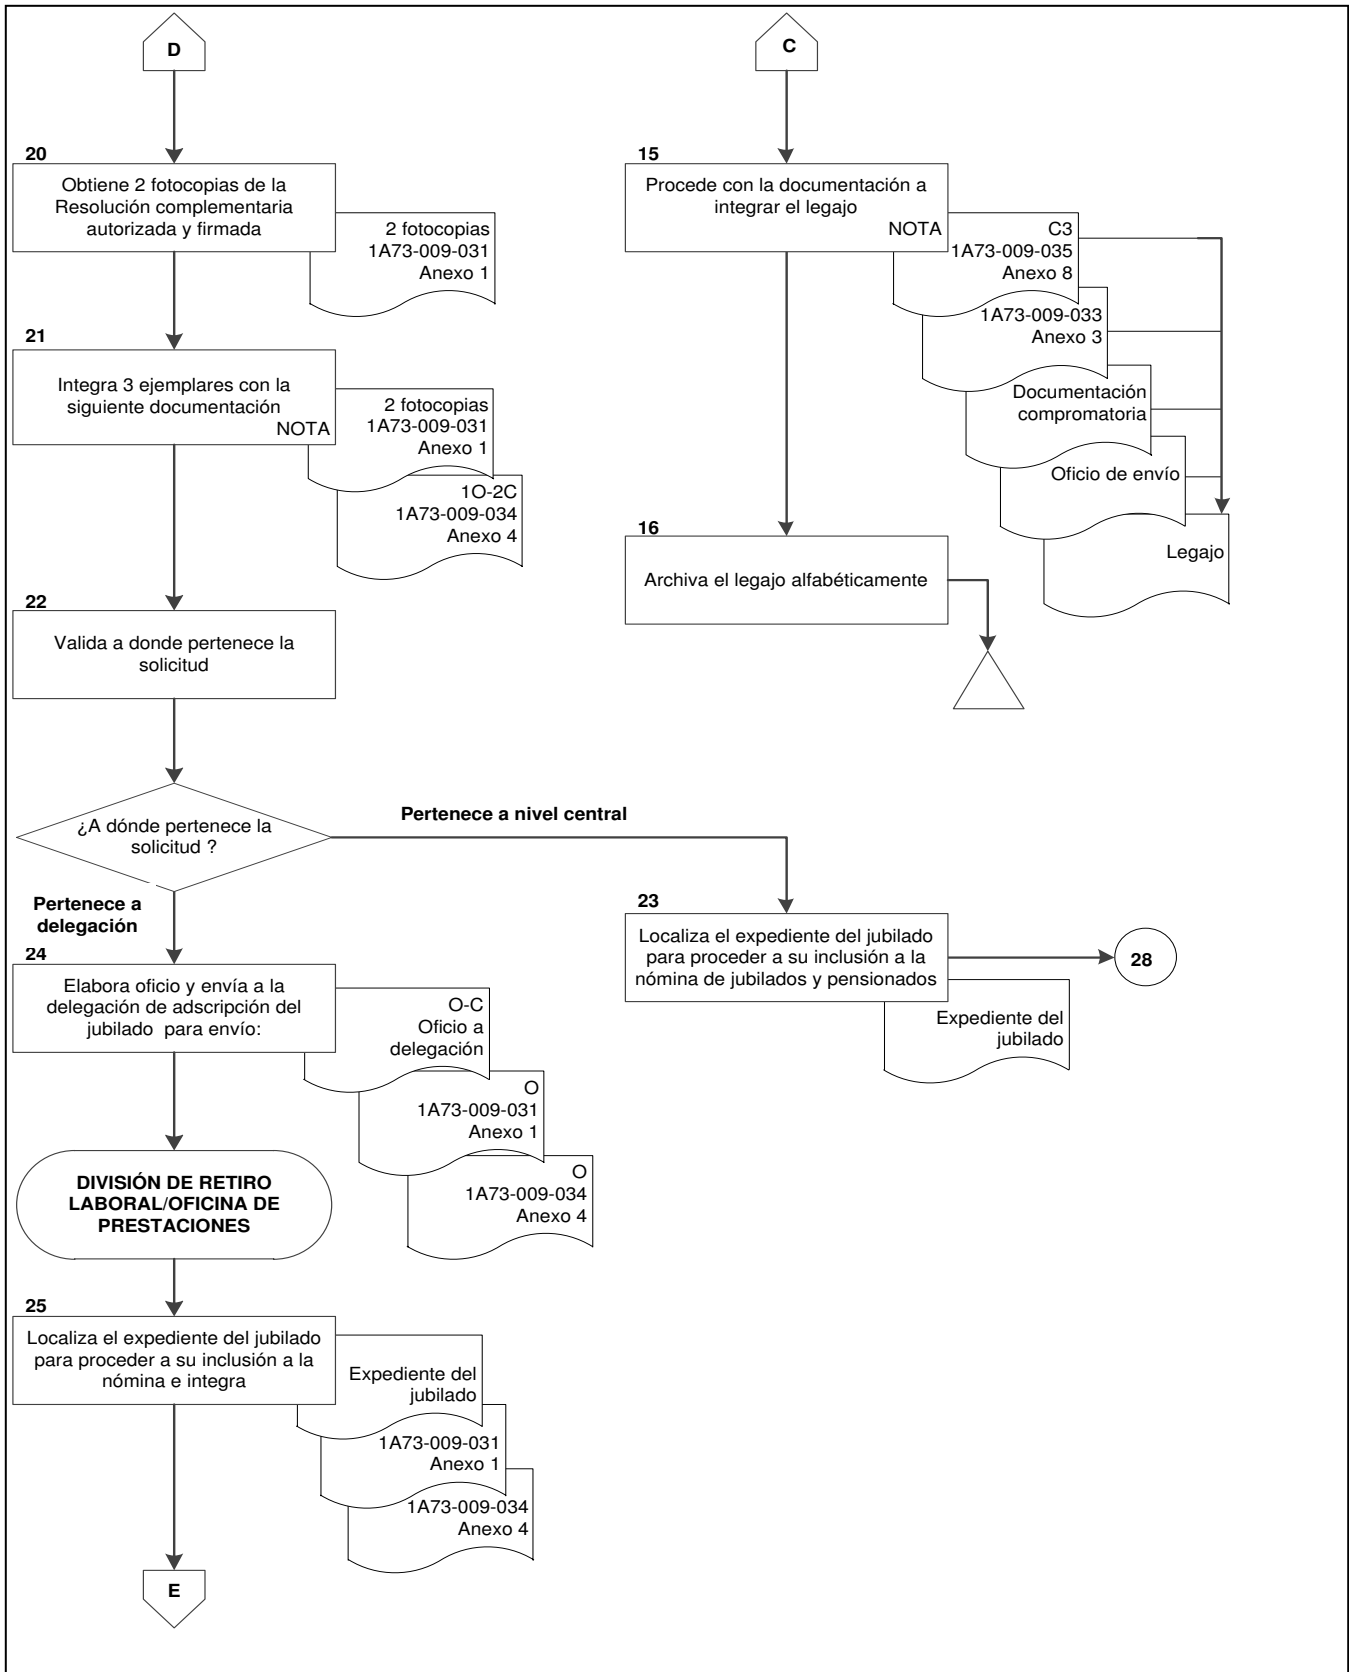 D
20
Obtiene 2 fotocopias de la
Resolución complementaria
autorizada y firmada
2 fotocopias
1A73-009-031
Anexo 1
21
Integra 3 ejemplares con la
siguiente documentación
NOTA
2 fotocopias
1A73-009-031
Anexo 1
1O-2C
1A73-009-034
Anexo 4
22
Valida a donde pertenece la
solicitud
¿A dónde pertenece la
solicitud ?
Pertenece a
delegación
24
Elabora oficio y envía a la
delegación de adscripción del
jubilado para envío:
O-C
Oficio a
delegación
O
1A73-009-031
Anexo 1
O
1A73-009-034
Anexo 4
DIVISIÓN DE RETIRO
LABORAL/OFICINA DE
PRESTACIONES
25
Localiza el expediente del jubilado
para proceder a su inclusión a la
nómina e integra
Expediente del
jubilado
1A73-009-031
Anexo 1
1A73-009-034
Anexo 4
E
C
15
Procede con la documentación a
integrar el legajo
NOTA
C3
1A73-009-035
Anexo 8
1A73-009-033
Anexo 3
Documentación
compromatoria
Oficio de envío
Legajo
16
Archiva el legajo alfabéticamente
Pertenece a nivel central
23
Localiza el expediente del jubilado
para proceder a su inclusión a la
nómina de jubilados y pensionados
Expediente del
jubilado
28